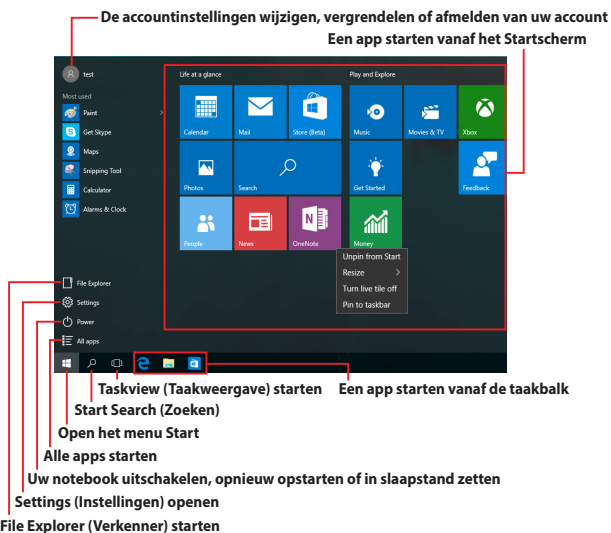 De accountinstellingen wijzigen, vergrendelen of afmelden van uw account
Een app starten vanaf het Startscherm
test
Most used
Paint
Get Skype
Maps
Snipping Tool
Calculator
Alarms & Clock
File Explorer
Settings
Power
All apps
Life at a glance
Calendar
Mail
Store (Beta)
Photos
Search
People
News
OneNote
Play and Explore
Music
Movies & TV
Xbox
Get Started
Feedback
Money
Unpin from Start
Resize
Turn live tile off
Pin to taskbar
Taskview (Taakweergave) starten
Een app starten vanaf de taakbalk
Start Search (Zoeken)
Open het menu Start
Alle apps starten
Uw notebook uitschakelen, opnieuw opstarten of in slaapstand zetten
Settings (Instellingen) openen
File Explorer (Verkenner) starten